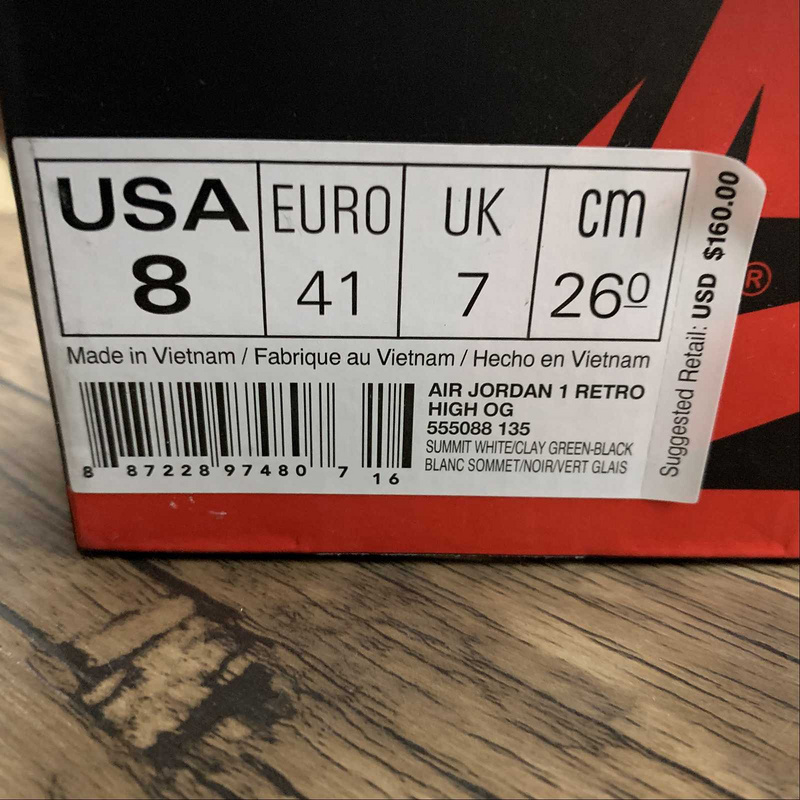 USA EURO UK cm
8 41 7 26º
Made in Vietnam / Fabrique au Vietnam / Hecho en Vietnam
AIR JORDAN 1 RETRO
HIGH OG
555088 135
SUMMIT WHITE/CLAY GREEN-BLACK
BLANC SOMMET/NOIR/VERT GLAIS
8 87228 97480 7 16
Suggested Retail: USD $160.00
®